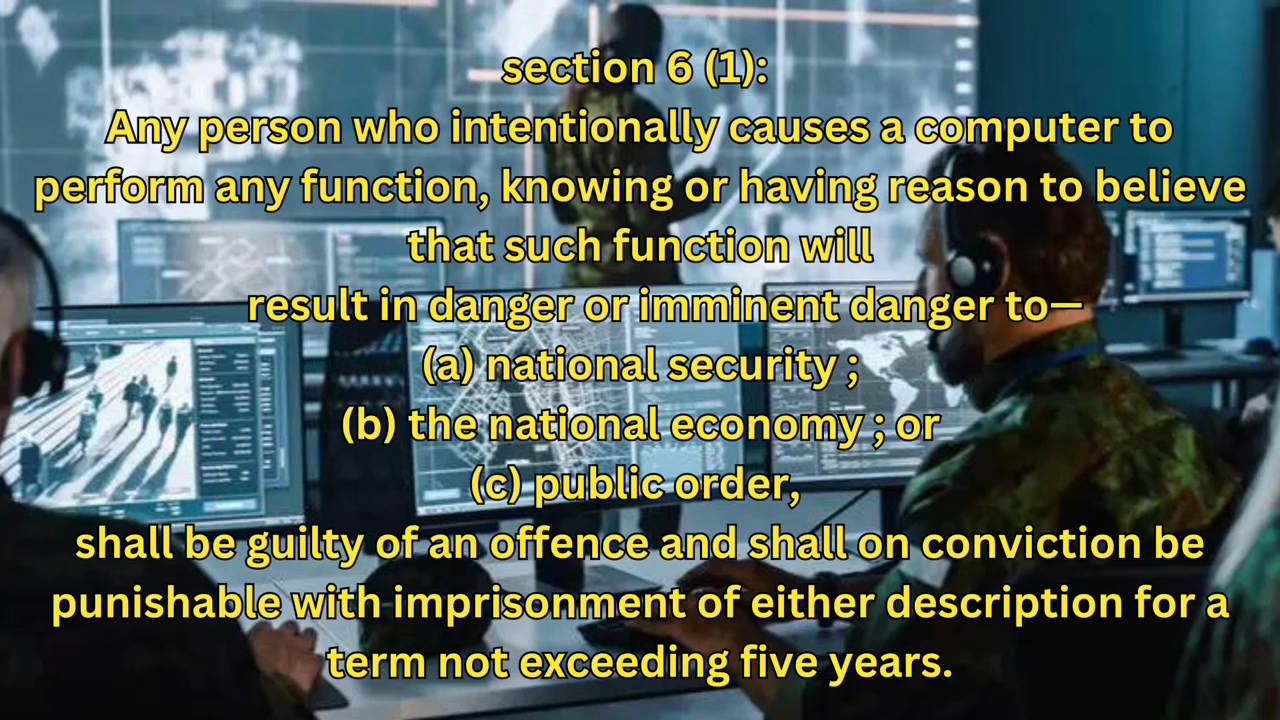 section 6 (1):
Any person who intentionally causes a computer to
perform any function, knowing or having reason to believe
that such function will
result in danger or imminent danger to—
(a) national security ;
(b) the national economy ; or
(c) public order,
shall be guilty of an offence and shall on conviction be
punishable with imprisonment of either description for a
term not exceeding five years.